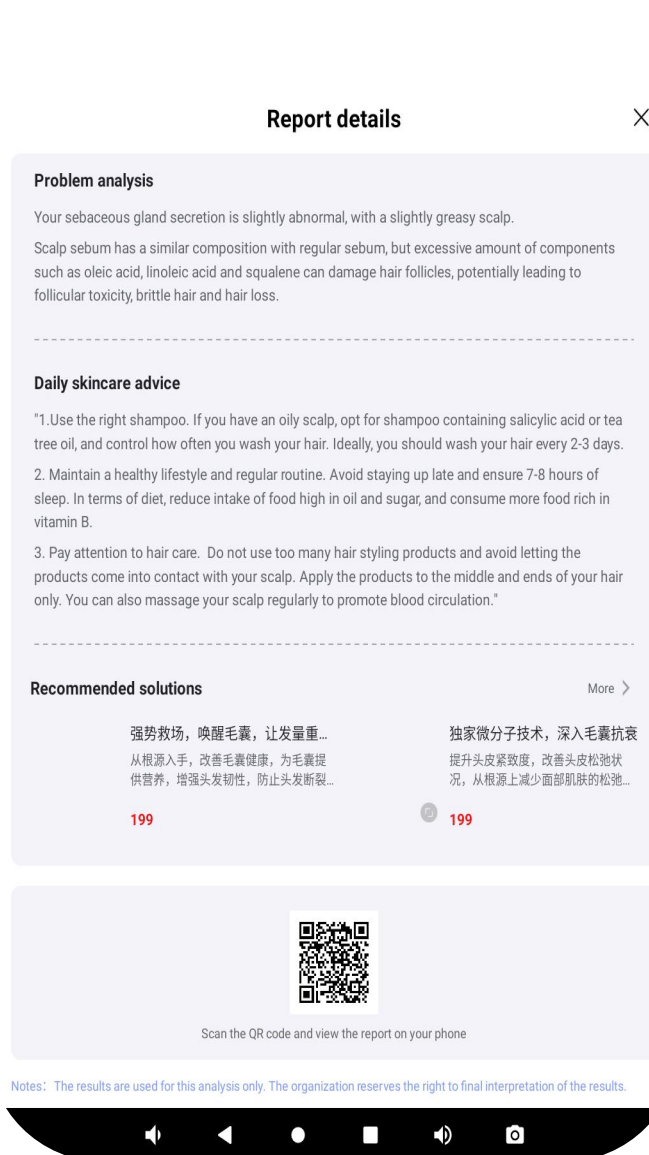 Report details
Problem analysis
Your sebaceous gland secretion is slightly abnormal, with a slightly greasy scalp.
Scalp sebum has a similar composition with regular sebum, but excessive amount of components
such as oleic acid, linoleic acid and squalene can damage hair follicles, potentially leading to
follicular toxicity, brittle hair and hair loss.
Daily skincare advice
"1.Use the right shampoo. If you have an oily scalp, opt for shampoo containing salicylic acid or tea
tree oil, and control how often you wash your hair. Ideally, you should wash your hair every 2-3 days.
2. Maintain a healthy lifestyle and regular routine. Avoid staying up late and ensure 7-8 hours of
sleep. In terms of diet, reduce intake of food high in oil and sugar, and consume more food rich in
vitamin B.
3. Pay attention to hair care.  Do not use too many hair styling products and avoid letting the
products come into contact with your scalp. Apply the products to the middle and ends of your hair
only. You can also massage your scalp regularly to promote blood circulation."
Recommended solutions
More
强势救场，唤醒毛囊，让发量重...
从根源入手，改善毛囊健康，为毛囊提
供营养，增强头发韧性，防止头发断裂...
199
独家微分子技术，深入毛囊抗衰
提升头皮紧致度，改善头皮松弛状
况，从根源上减少面部肌肤的松弛...
199
Scan the QR code and view the report on your phone
Notes：The results are used for this analysis only. The organization reserves the right to final interpretation of the results.